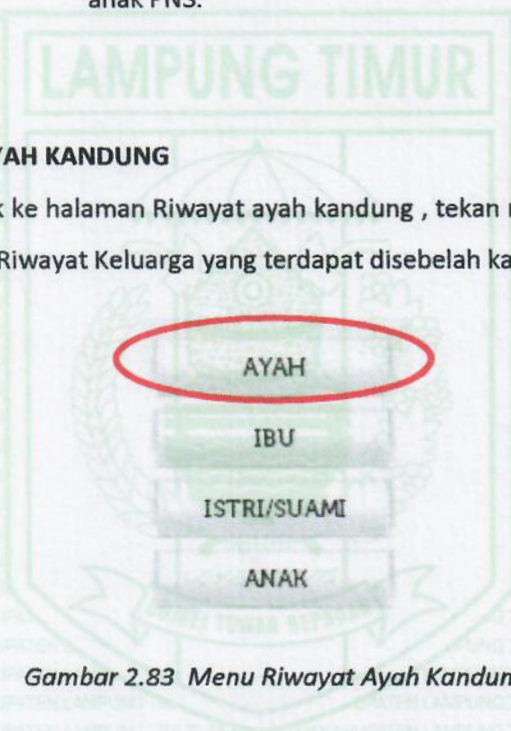 anak PNS.
LAMPUNG TIMUR
YAH KANDUNG
k ke halaman Riwayat ayah kandung , tekan
Riwayat Keluarga yang terdapat disebelah ka
AYAH
IBU
ISTRI/SUAMI
ANAK
Gambar 2.83 Menu Riwayat Ayah Kandun